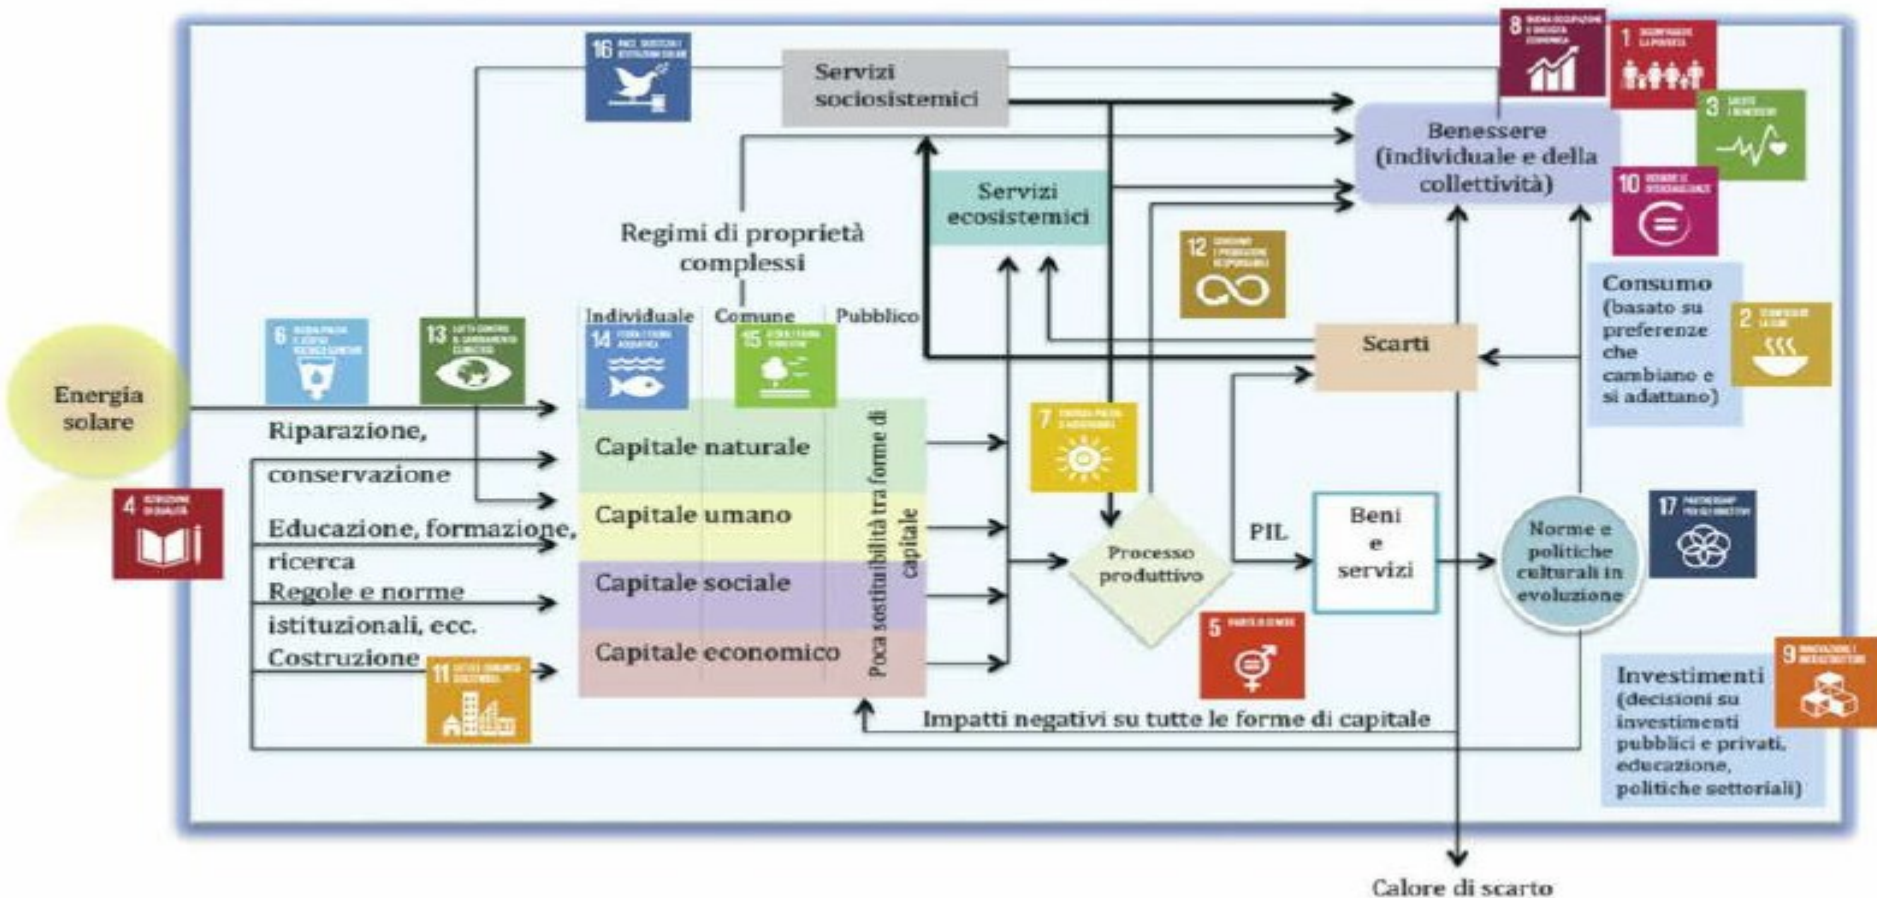 16
Servizi
sociosistemici
8
1
3
Benessere
(individuale e della
collettività)
10
Servizi
ecosistemici
12
Regimi di proprietà
complessi
Individuale
Comune
Pubblico
Consumo
(basato su
preferenze
che
cambiano e
si adattano)
2
Scarti
6
13
14
15
Energia
solare
Riparazione,
conservazione
4
Educazione, formazione,
ricerca
Regole e norme
istituzionali, ecc.
Costruzione
11
Capitale naturale
Capitale umano
Capitale sociale
Capitale economico
Poca sostituribilità tra forme di
capitale
7
Processo
produttivo
PIL
Beni
e
servizi
Norme e
politiche
culturali in
evoluzione
17
PARTNERSHIP
5
9
Investimenti
(decisioni su
investimenti
pubblici e privati,
educazione,
politiche settoriali)
Impatti negativi su tutte le forme di capitale
Calore di scarto